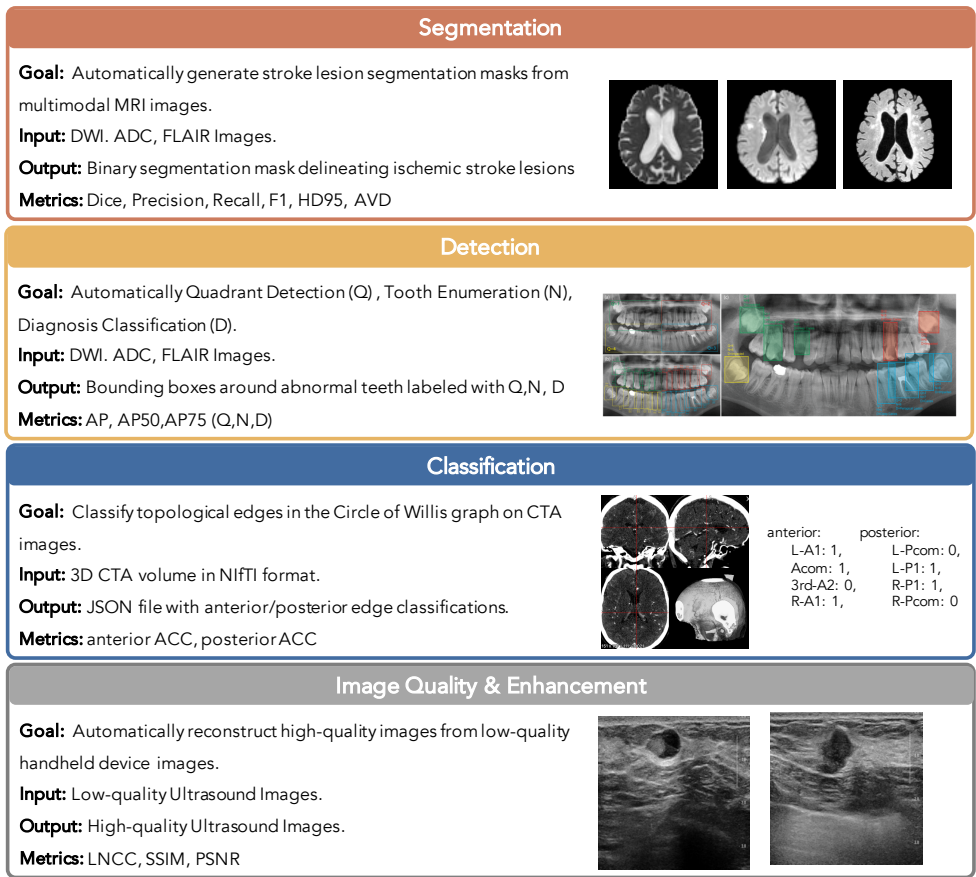 Segmentation
Goal: Automatically generate stroke lesion segmentation masks from
multimodal MRI images.
Input: DWI. ADC, FLAIR Images.
Output: Binary segmentation mask delineating ischemic stroke lesions
Metrics: Dice, Precision, Recall, F1, HD95, AVD
Detection
Goal: Automatically Quadrant Detection (Q) , Tooth Enumeration (N),
Diagnosis Classification (D).
Input: DWI. ADC, FLAIR Images.
Output: Bounding boxes around abnormal teeth labeled with Q,N, D
Metrics: AP, AP50,AP75 (Q,N,D)
Classification
Goal: Classify topological edges in the Circle of Willis graph on CTA
images.
Input: 3D CTA volume in NIfTI format.
Output: JSON file with anterior/posterior edge classifications.
Metrics: anterior ACC, posterior ACC
anterior:
L-A1: 1,
Acom: 1,
3rd-A2: 0,
R-A1: 1,
posterior:
L-Pcom: 0,
L-P1: 1,
R-P1: 1,
R-Pcom: 0
Image Quality & Enhancement
Goal: Automatically reconstruct high-quality images from low-quality
handheld device images.
Input: Low-quality Ultrasound Images.
Output: High-quality Ultrasound Images.
Metrics: LNCC, SSIM, PSNR